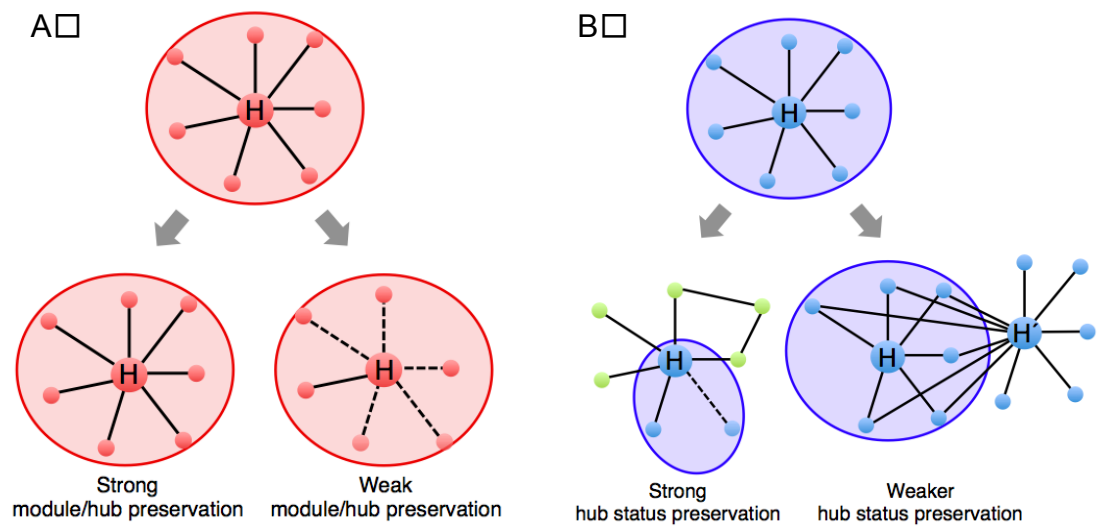 A□
B□
H
H
H
H
H
H
H'
Strong
module/hub preservation
Weak
module/hub preservation
Strong
hub status preservation
Weaker
hub status preservation